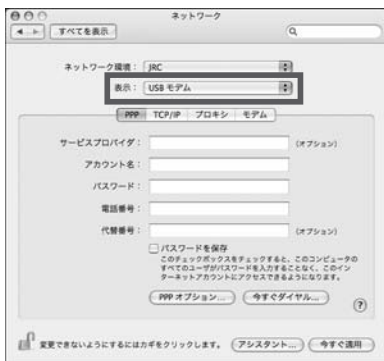 ネットワーク
すべてを表示
ネットワーク環境： JRC
表示： USB モデム
PPP TCP/IP プロキシ モデム
サービスプロバイダ： (オプション)
アカウント名：
パスワード：
電話番号：
代替番号： (オプション)
パスワードを保存
このチェックボックスをチェックすると、このコンピュータの
すべてのユーザがパスワードを入力することなく、このイン
ターネットアカウントにアクセスできるようになります。
PPP オプション... 今すぐダイヤル... ?
変更できないようにするにはカギをクリックします。 アシスタント... 今すぐ適用